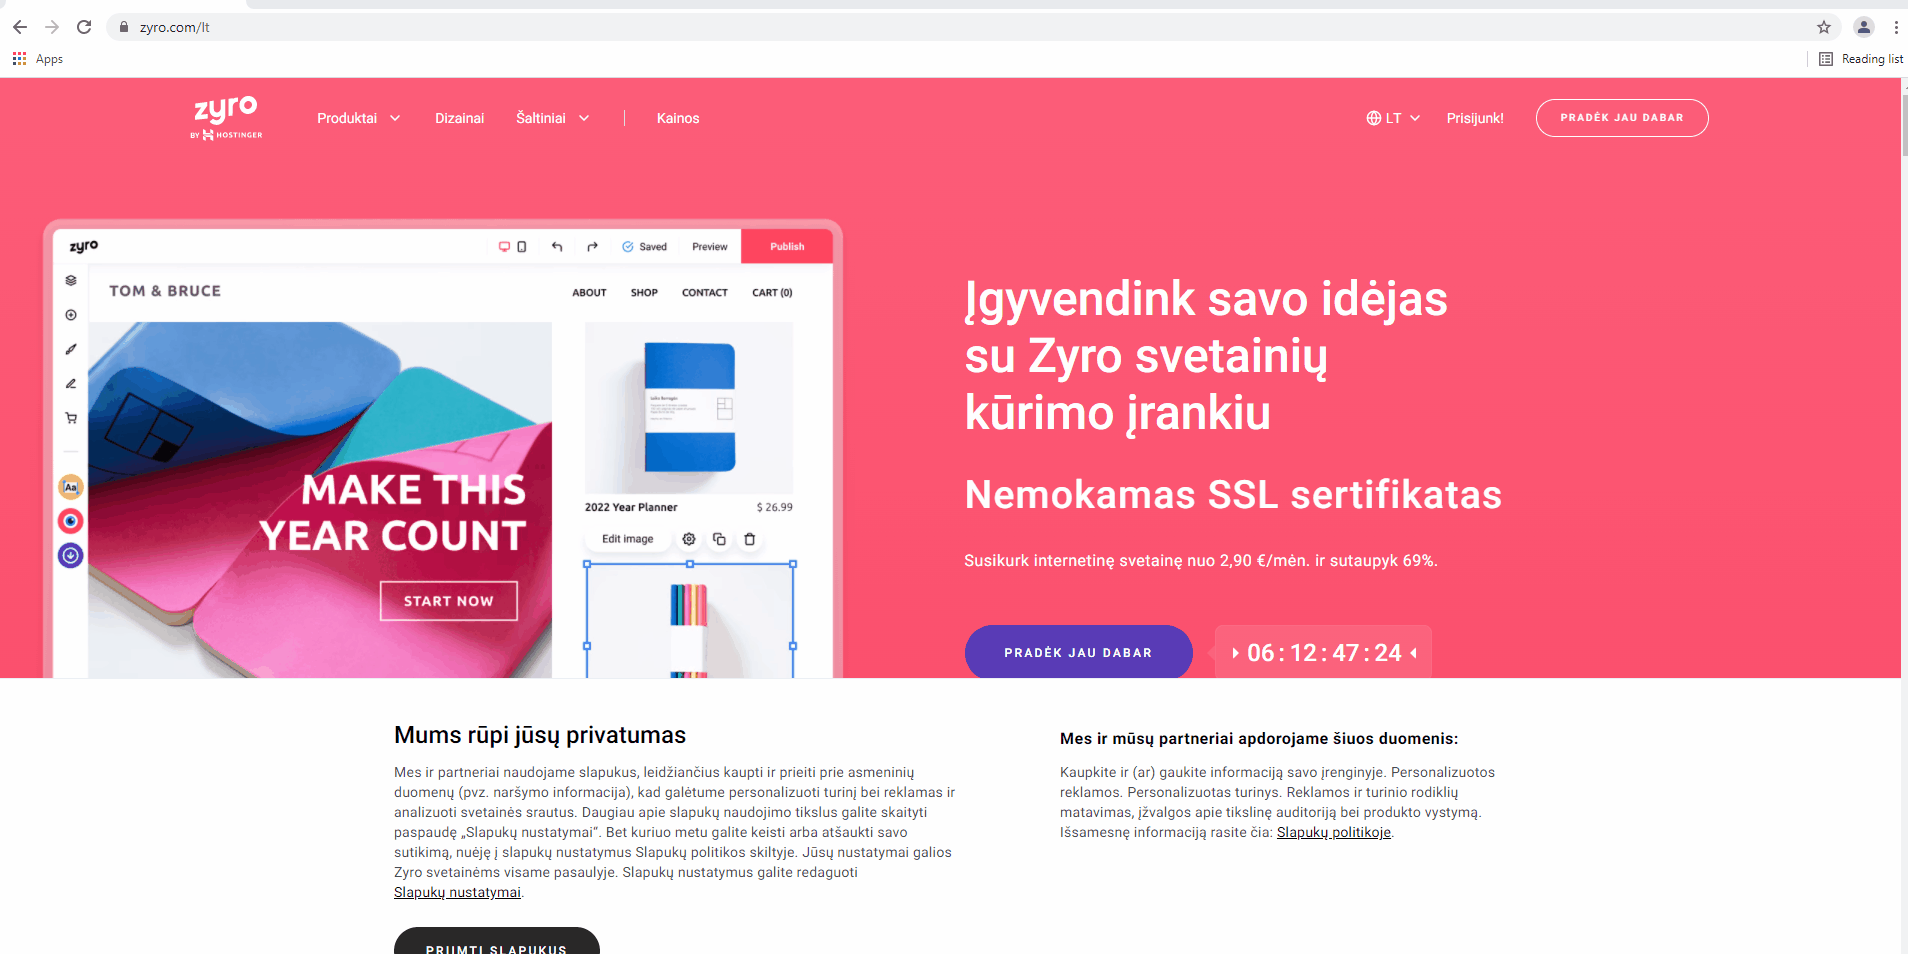 zyro.com/lt
Apps
Reading list
zyro
BY HOSTINGER
Produktai
Dizainai
Šaltiniai
Kainos
LT
Prisijunk!
PRADĖK JAU DABAR
zyro
Saved
Preview
Publish
TOM & BRUCE
ABOUT
SHOP
CONTACT
CART (0)
MAKE THIS
YEAR COUNT
START NOW
2022 Year Planner
$ 26.99
Edit image
Aa
Įgyvendink savo idėjas
su Zyro svetainių
kūrimo įrankiu
Nemokamas SSL sertifikatas
Susikurk internetinę svetainę nuo 2,90 €/mėn. ir sutaupyk 69%.
PRADĖK JAU DABAR
06:12:47:24
Mums rūpi jūsų privatumas
Mes ir partneriai naudojame slapukus, leidžiančius kaupti ir prieiti prie asmeninių
duomenų (pvz. naršymo informacija), kad galėtume personalizuoti turinį bei reklamas ir
analizuoti svetainės srautus. Daugiau apie slapukų naudojimo tikslus galite skaityti
paspaudę „Slapukų nustatymai“. Bet kuriuo metu galite keisti arba atšaukti savo
sutikimą, nuėję į slapukų nustatymus Slapukų politikos skiltyje. Jūsų nustatymai galios
Zyro svetainėms visame pasaulyje. Slapukų nustatymus galite redaguoti
Slapukų nustatymai.
PRIIMTI SLAPUKUS
Mes ir mūsų partneriai apdorojame šiuos duomenis:
Kaupkite ir (ar) gaukite informaciją savo įrenginyje. Personalizuotos
reklamos. Personalizuotas turinys. Reklamos ir turinio rodiklių
matavimas, įžvalgos apie tikslinę auditoriją bei produkto vystymą.
Išsamesnę informaciją rasite čia: Slapukų politikoje.